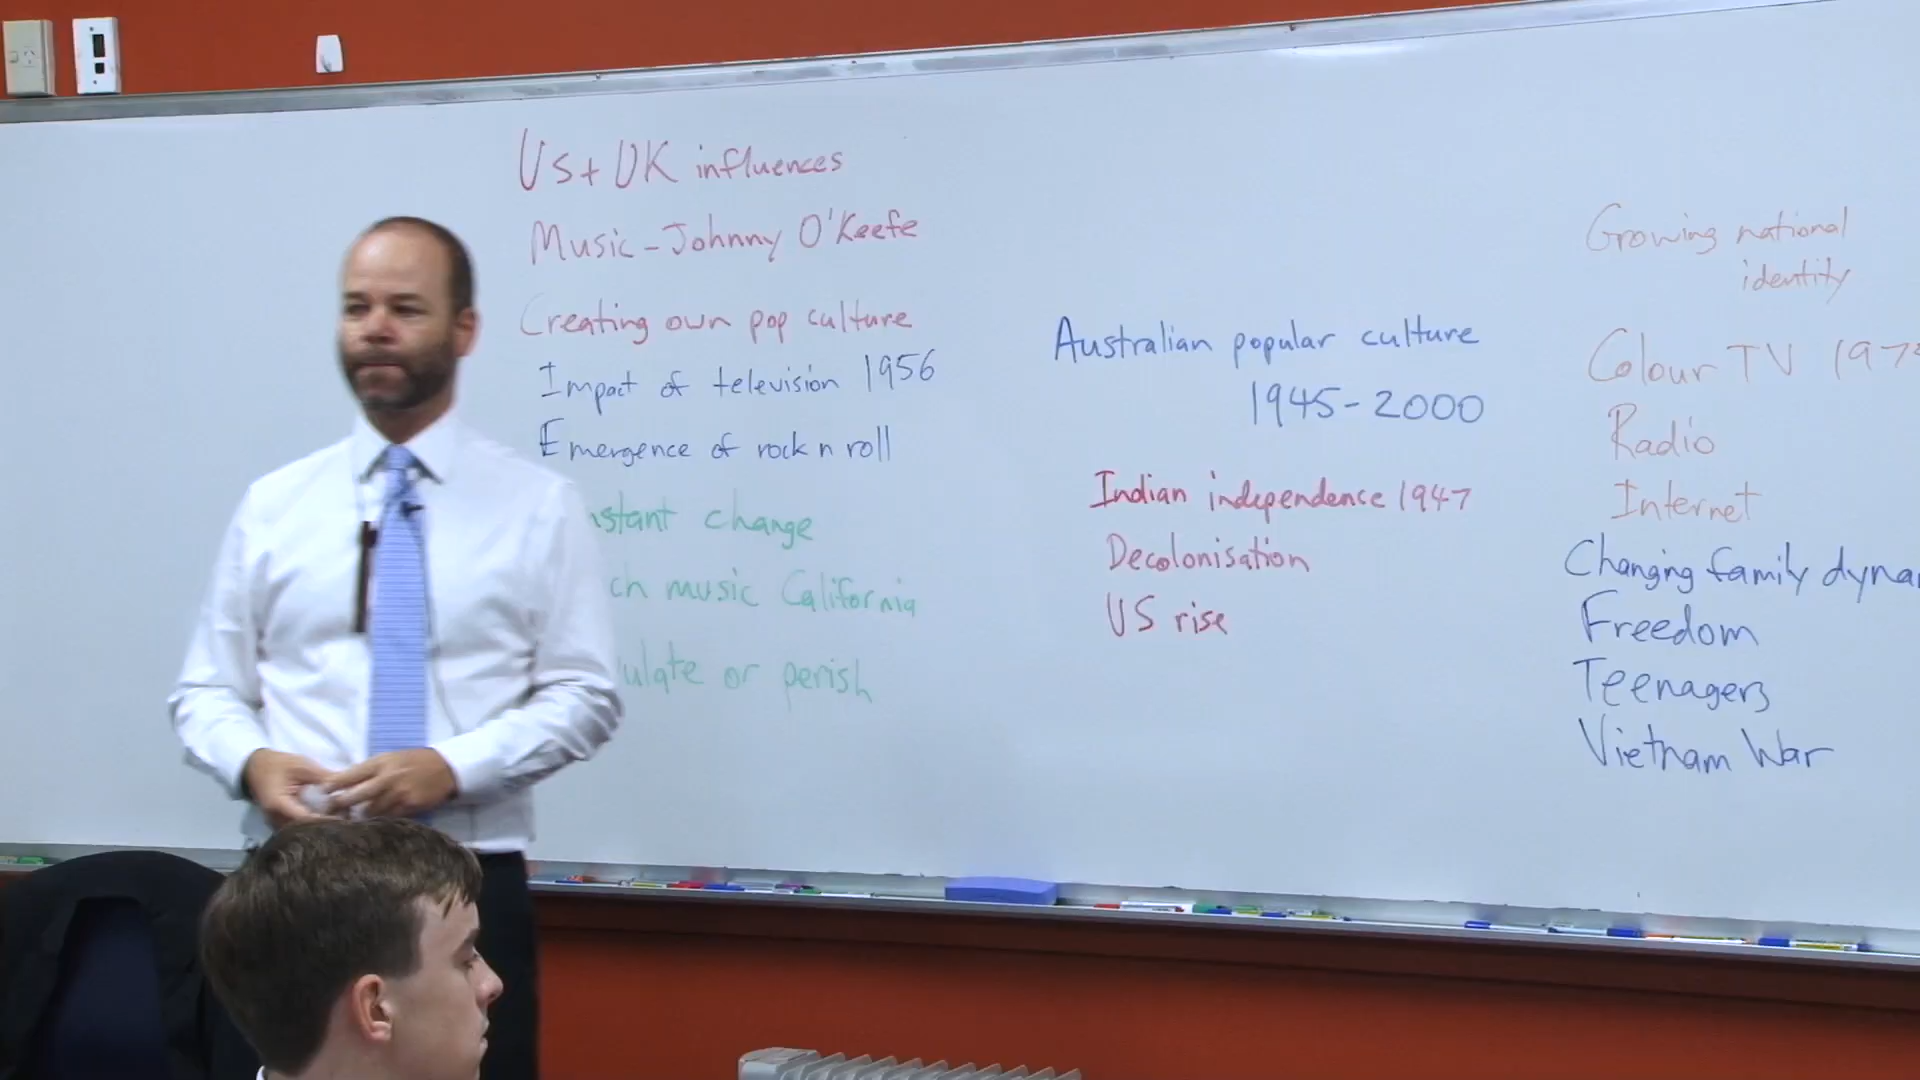 US + UK influences
Music - Johnny O'Keefe
Creating own pop culture
Impact of television 1956
Emergence of rock n roll
change
music California
or perish
Australian popular culture
1945-2000
Indian independence 1947
Decolonisation
US rise
Growing national
identity
Colour TV
Radio
Internet
Changing family
Freedom
Teenagers
Vietnam War